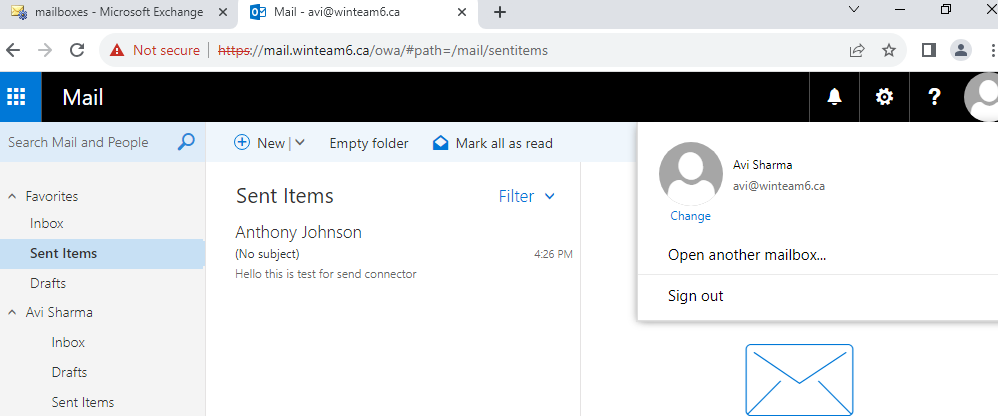 mailboxes - Microsoft Exchange
Mail - avi@winteam6.ca
Not secure | https://mail.winteam6.ca/owa/#path=/mail/sentitems
Mail
Search Mail and People
New | Empty folder Mark all as read
Favorites
Inbox
Sent Items
Drafts
Avi Sharma
Inbox
Drafts
Sent Items
Sent Items Filter
Anthony Johnson
(No subject) 4:26 PM
Hello this is test for send connector
Avi Sharma
avi@winteam6.ca
Change
Open another mailbox...
Sign out